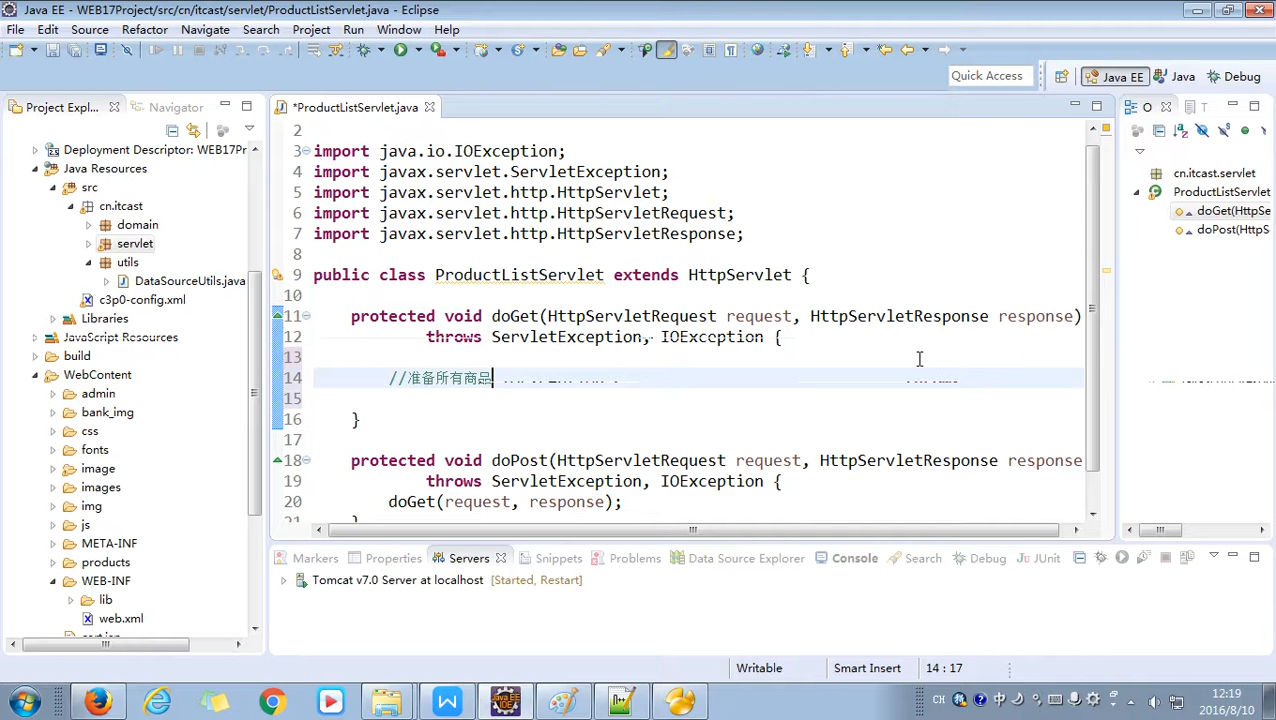 Java EE - WEB17Project/src/cn/itcast/servlet/ProductListServlet.java - Eclipse
File Edit Source Refactor Navigate Search Project Run Window Help
Quick Access Java EE Java Debug
Project Expl... Navigator
*ProductListServlet.java
O T
Deployment Descriptor: WEB17Pr
Java Resources
src
cn.itcast
domain
servlet
utils
DataSourceUtils.java
c3p0-config.xml
Libraries
JavaScript Resources
build
WebContent
admin
bank_img
css
fonts
image
images
img
js
META-INF
products
WEB-INF
lib
web.xml
2
3 import java.io.IOException;
4 import javax.servlet.ServletException;
5 import javax.servlet.http.HttpServlet;
6 import javax.servlet.http.HttpServletRequest;
7 import javax.servlet.http.HttpServletResponse;
8
9 public class ProductListServlet extends HttpServlet {
10
11 protected void doGet(HttpServletRequest request, HttpServletResponse response)
12 throws ServletException, IOException {
13
14 //准备所有商品
15
16 }
17
18 protected void doPost(HttpServletRequest request, HttpServletResponse response
19 throws ServletException, IOException {
20 doGet(request, response);
21 }
cn.itcast.servlet
ProductListServlet
doGet(HttpSe
doPost(HttpS
Markers Properties Servers Snippets Problems Data Source Explorer Console Search Debug JUnit
Tomcat v7.0 Server at localhost [Started, Restart]
Writable Smart Insert 14 : 17
CH 中 12:19
2016/8/10